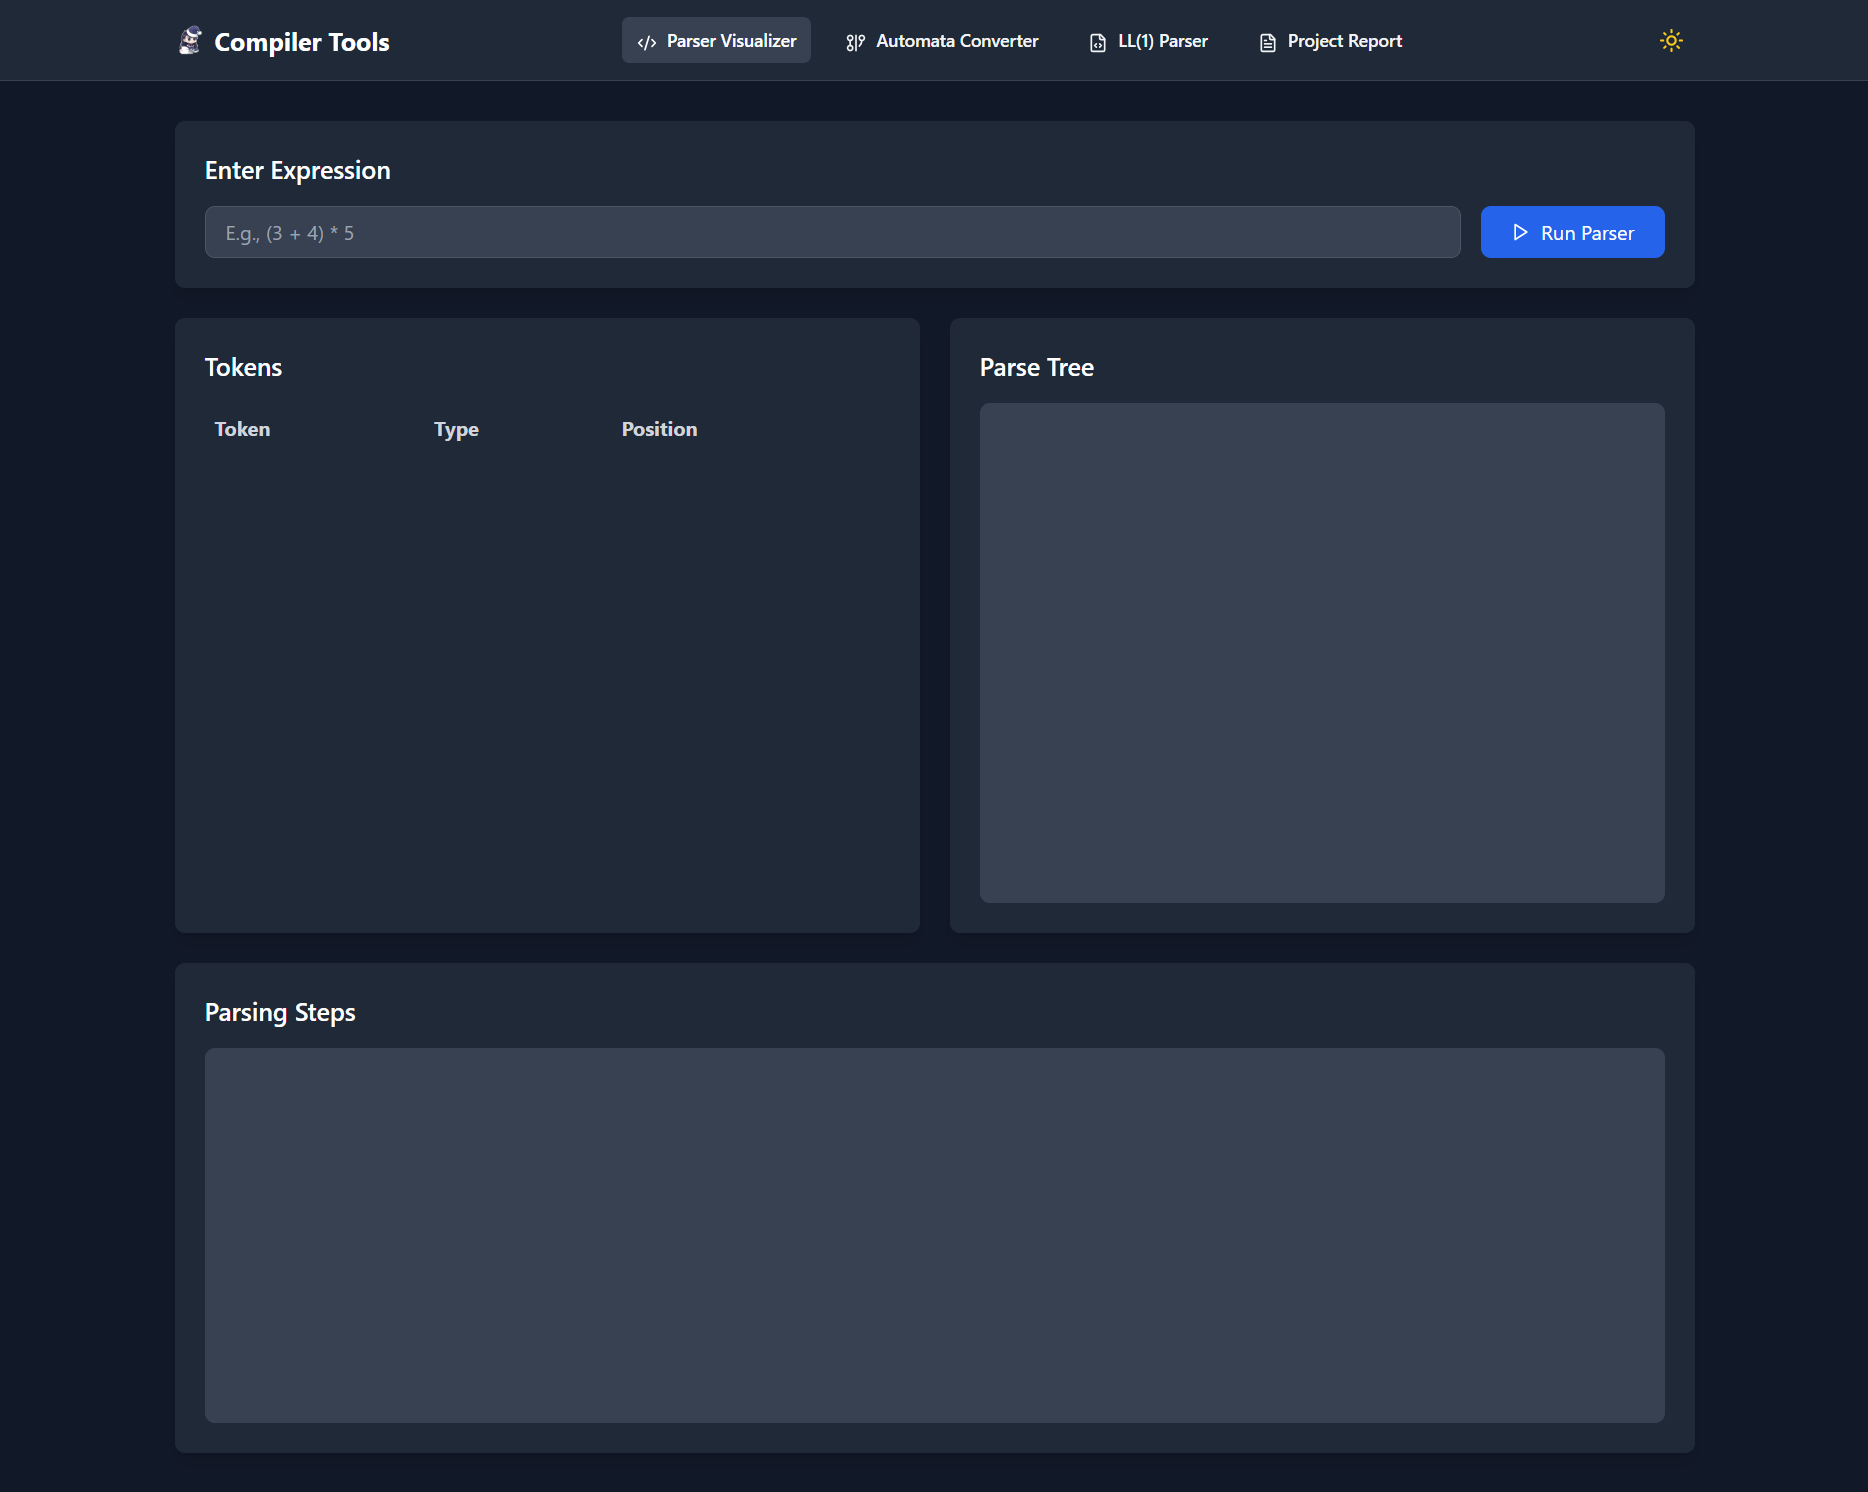 Compiler Tools
Parser Visualizer
Automata Converter
LL(1) Parser
Project Report
Enter Expression
E.g., (3 + 4) * 5
Run Parser
Tokens
Token Type Position
Parse Tree
Parsing Steps